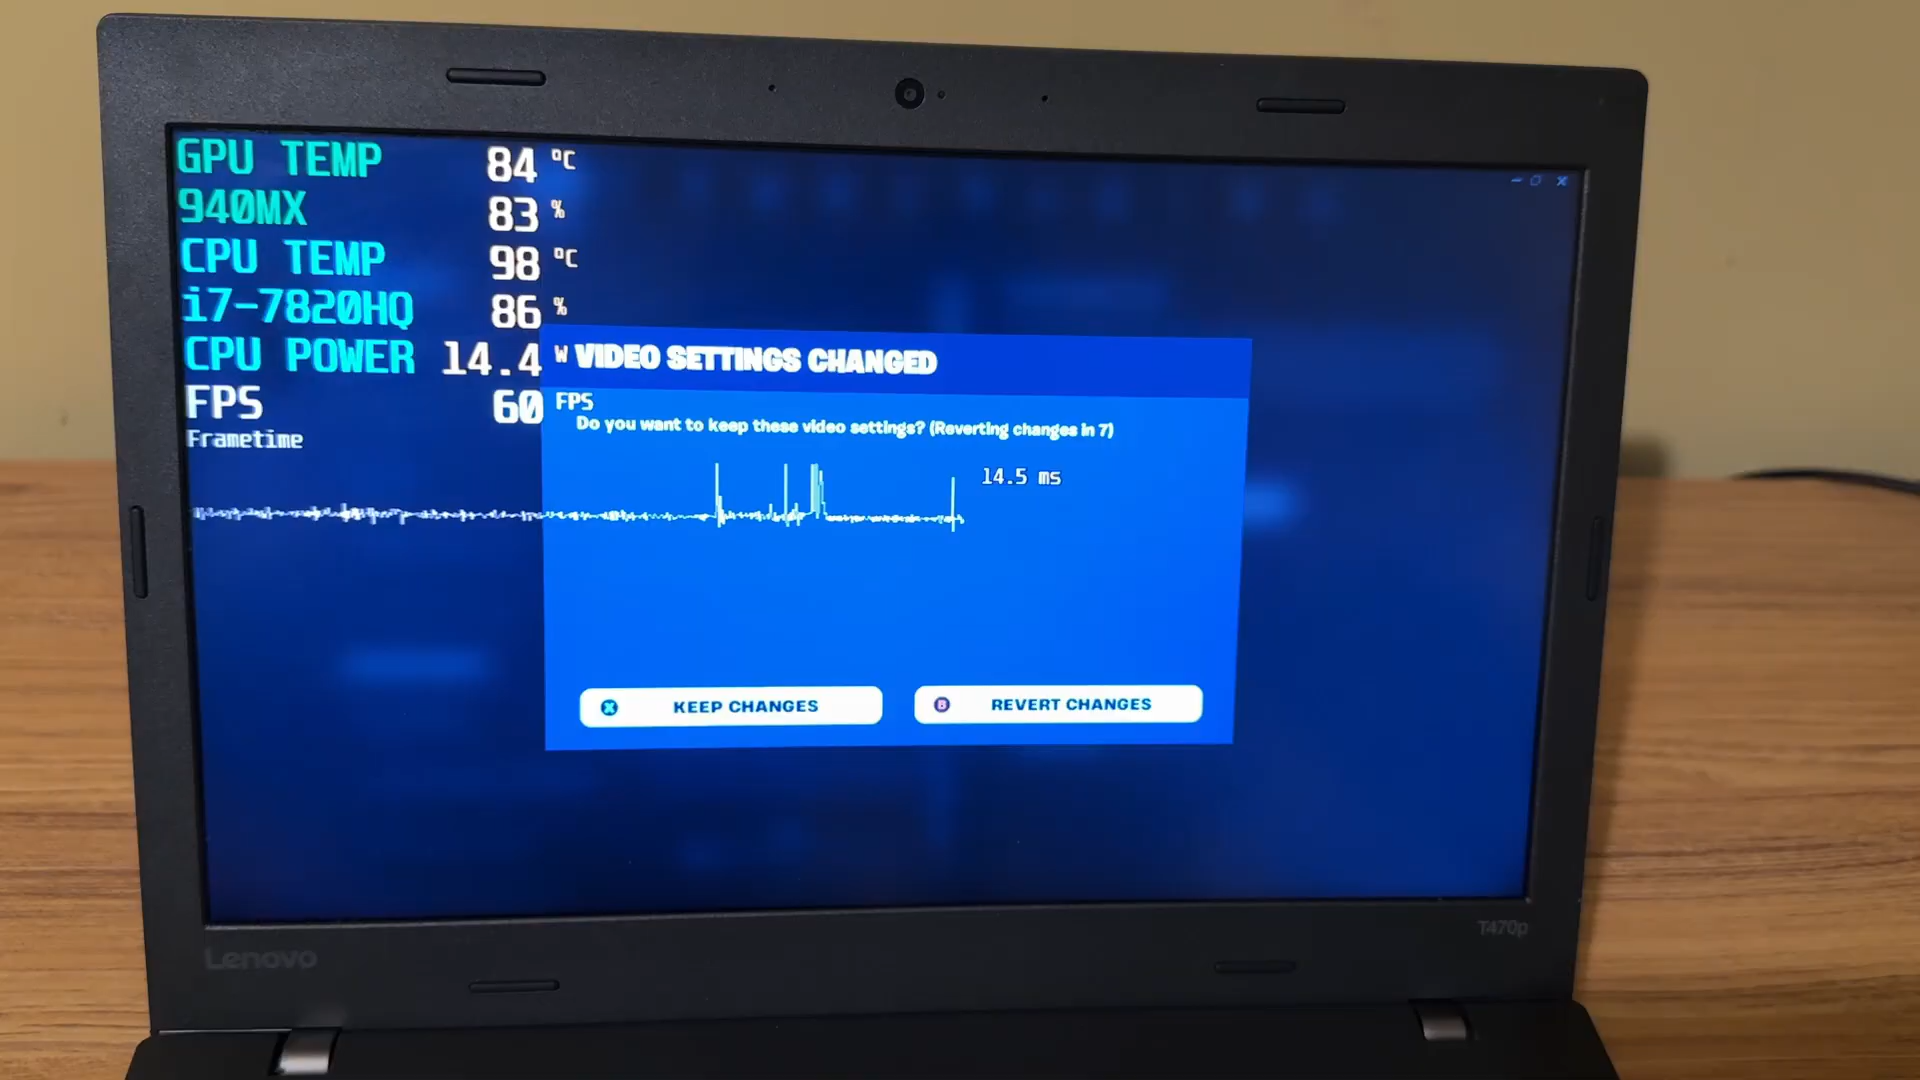 GPU TEMP 84 °C
940MX 83 %
CPU TEMP 98 °C
i7-7820HQ 86 %
CPU POWER 14.4 W
FPS 60 FPS
Frametime
14.5 ms
VIDEO SETTINGS CHANGED
Do you want to keep these video settings? (Reverting changes in 7)
X KEEP CHANGES
B REVERT CHANGES
Lenovo
T470p